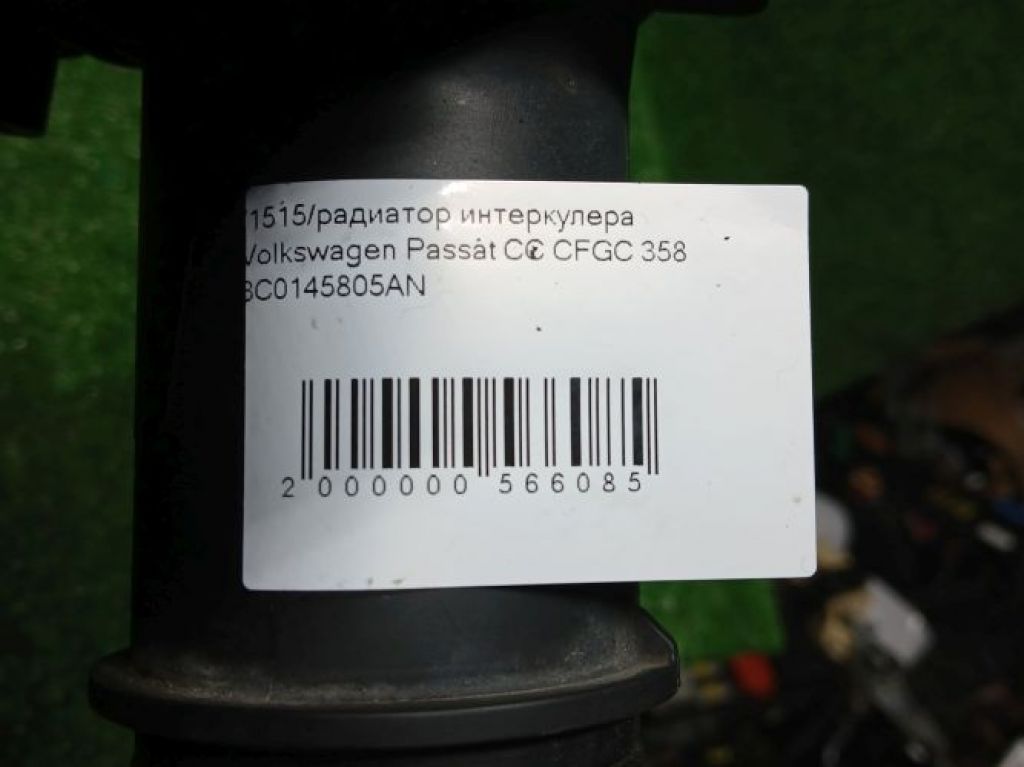 1515/радиатор интеркулера
Volkswagen Passat CC CFGC 358
3C0145805AN
2 000000 566085